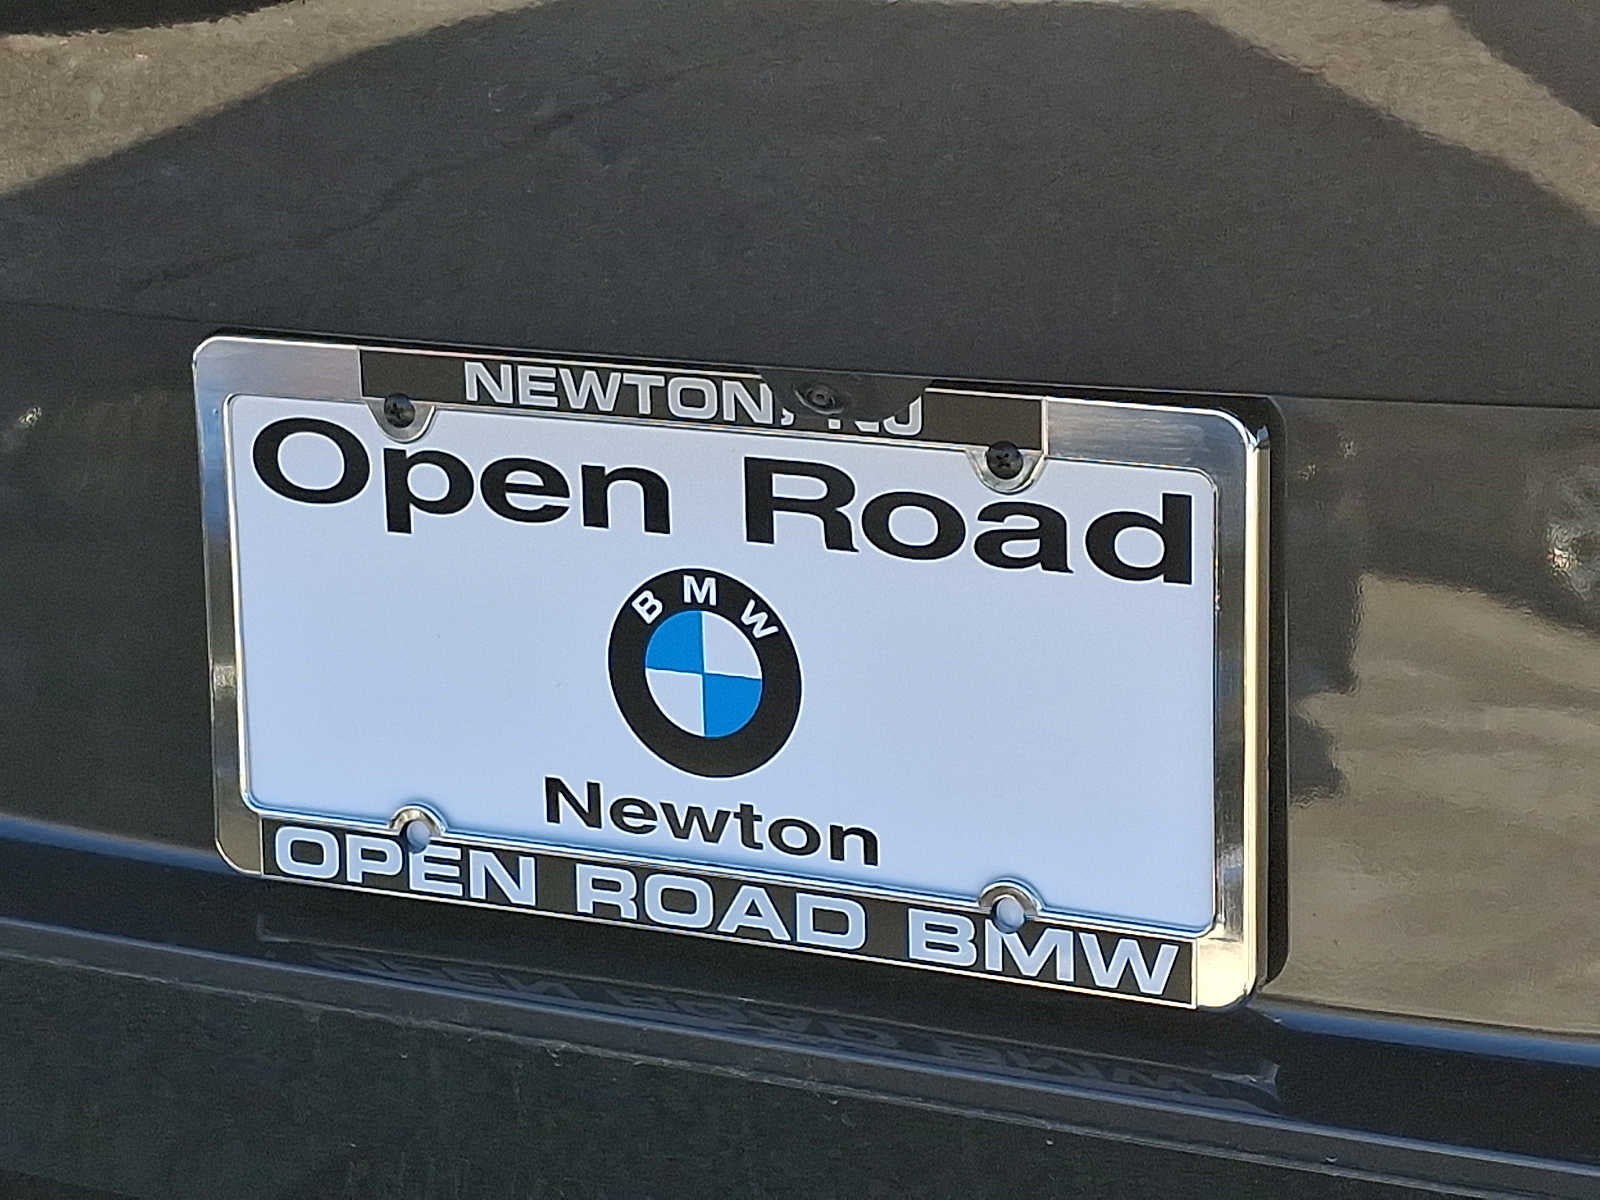 NEWTON, NJ
Open Road
BMW
Newton
OPEN ROAD BMW